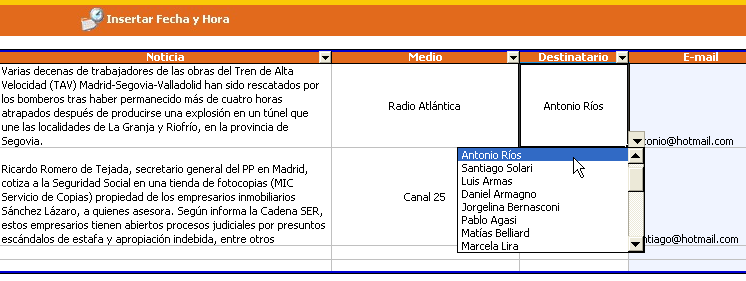 Insertar Fecha y Hora
Noticia Medio Destinatario E-mail
Varias decenas de trabajadores de las obras del Tren de Alta
Velocidad (TAV) Madrid-Segovia-Valladolid han sido rescatados por
los bomberos tras haber permanecido más de cuatro horas
atrapados después de producirse una explosión en un túnel que
une las localidades de La Granja y Riofrío, en la provincia de
Segovia.
Radio Atlántica
Antonio Ríos
tonio@hotmail.com
Ricardo Romero de Tejada, secretario general del PP en Madrid,
cotiza a la Seguridad Social en una tienda de fotocopias (MIC
Servicio de Copias) propiedad de los empresarios inmobiliarios
Sánchez Lázaro, a quienes asesora. Según informa la Cadena SER,
estos empresarios tienen abiertos procesos judiciales por presuntos
escándalos de estafa y apropiación indebida, entre otros
Canal 25
Antonio Ríos
Santiago Solari
Luis Armas
Daniel Armagno
Jorgelina Bernasconi
Pablo Agasi
Matías Belliard
Marcela Lira
ntiago@hotmail.com